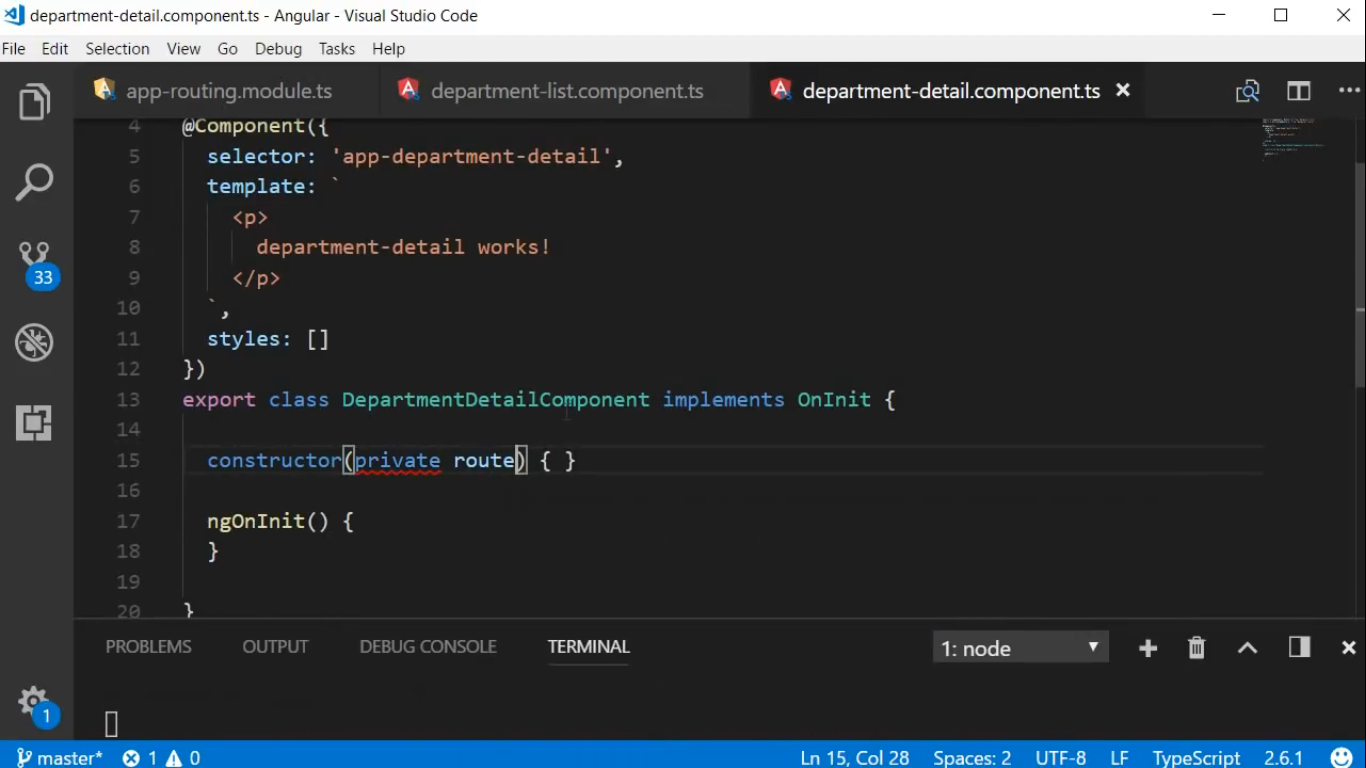 department-detail.component.ts - Angular - Visual Studio Code
File Edit Selection View Go Debug Tasks Help
app-routing.module.ts department-list.component.ts department-detail.component.ts
4 @Component({
5 selector: 'app-department-detail',
6 template: `
7 <p>
8 department-detail works!
9 </p>
10 `,
11 styles: []
12 })
13 export class DepartmentDetailComponent implements OnInit {
14
15 constructor(private route) { }
16
17 ngOnInit() {
18 }
19
20 }
33
PROBLEMS OUTPUT DEBUG CONSOLE TERMINAL 1: node
1
master* 1 0 Ln 15, Col 28 Spaces: 2 UTF-8 LF TypeScript 2.6.1